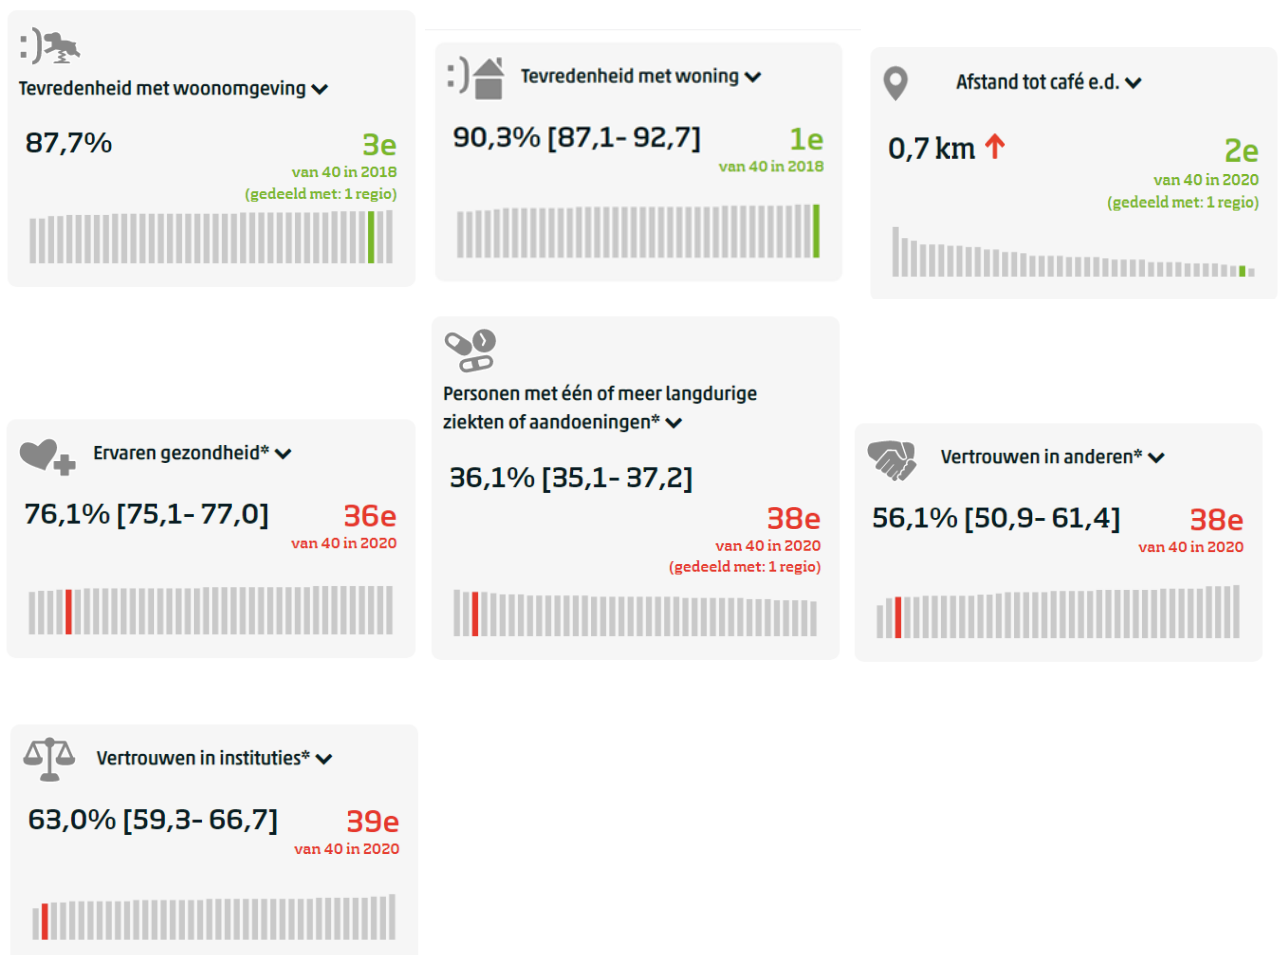 Tevredenheid met woonomgeving
87,7%
3e
van 40 in 2018
(gedeeld met: 1 regio)
Tevredenheid met woning
90,3% [87,1- 92,7]
1e
van 40 in 2018
Afstand tot café e.d.
0,7 km
2e
van 40 in 2020
(gedeeld met: 1 regio)
Ervaren gezondheid*
76,1% [75,1- 77,0]
36e
van 40 in 2020
Personen met één of meer langdurige
ziekten of aandoeningen*
36,1% [35,1- 37,2]
38e
van 40 in 2020
(gedeeld met: 1 regio)
Vertrouwen in anderen*
56,1% [50,9- 61,4]
38e
van 40 in 2020
Vertrouwen in instituties*
63,0% [59,3- 66,7]
39e
van 40 in 2020